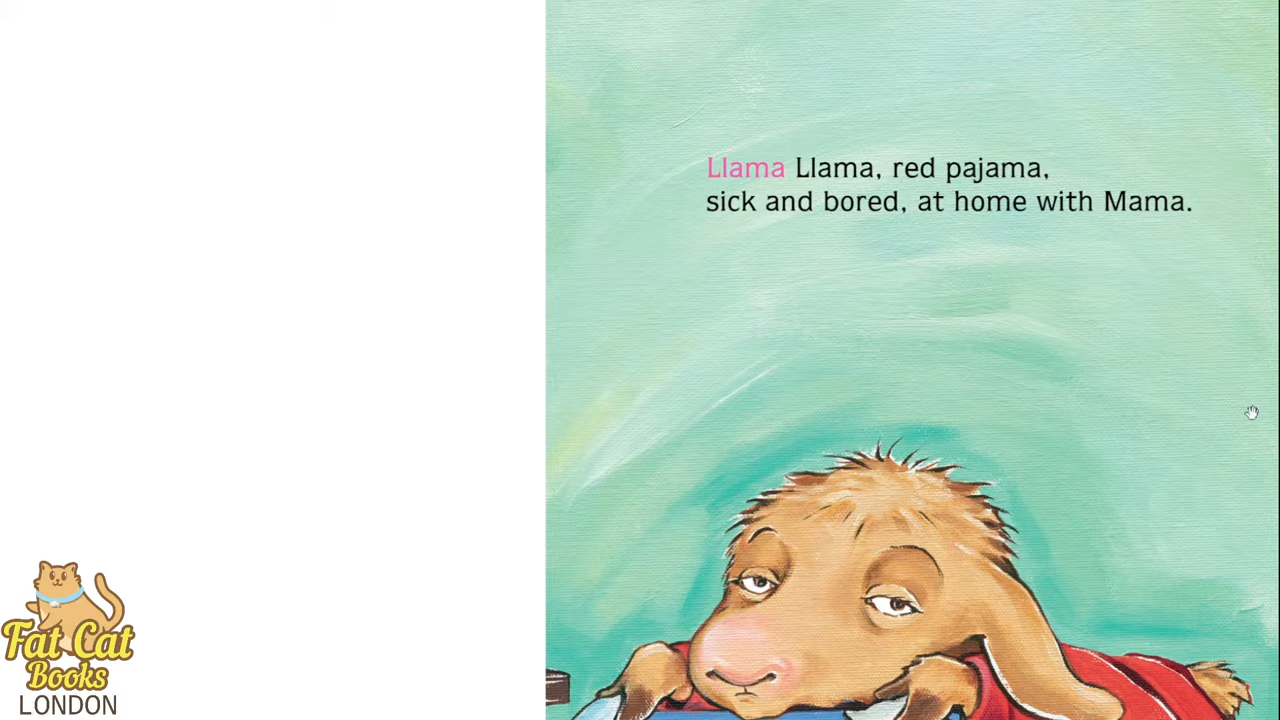 Llama Llama, red pajama,
sick and bored, at home with Mama.
Fat Cat
Books
LONDON